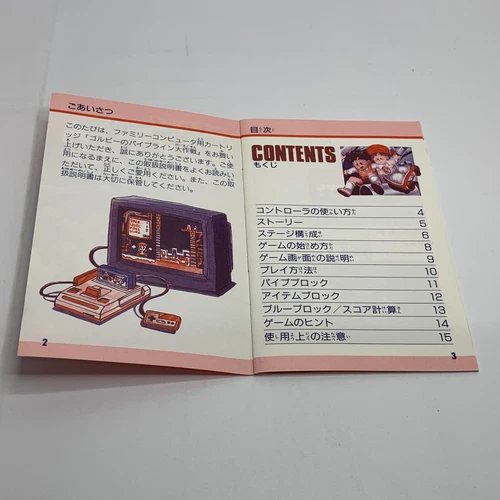 ごあいさつ
このたびは、ファミリーコンピュータ用カートリ
ッジ「ゴルビーのパイプライン大作戦」をお買い
上げいただき、誠にありがとうございます。ご使
用になるまえに、この取扱説明書をよくお読みい
ただいて、正しくご愛用ください。また、この取
扱説明書は大切に保管してください。
2
目次
CONTENTS
もくじ
コントローラの使い方 4
ストーリー 5
ステージ構成 6
ゲームの始め方 8
ゲーム画面の説明 9
プレイ方法 10
パイプブロック 11
アイテムブロック 12
ブルーブロック/スコア計算 13
ゲームのヒント 14
使用上の注意 15
3